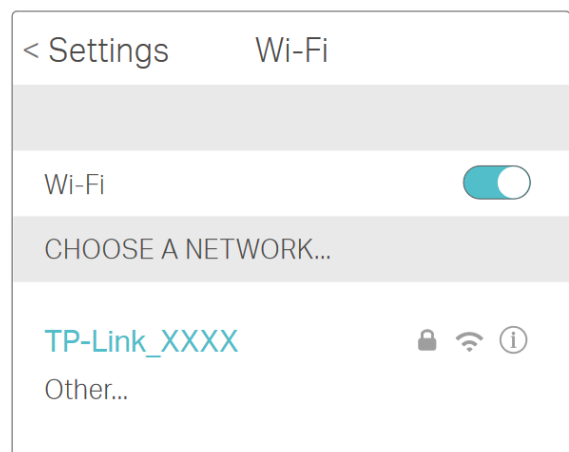 < Settings Wi-Fi
Wi-Fi
CHOOSE A NETWORK...
TP-Link_XXXX
Other...